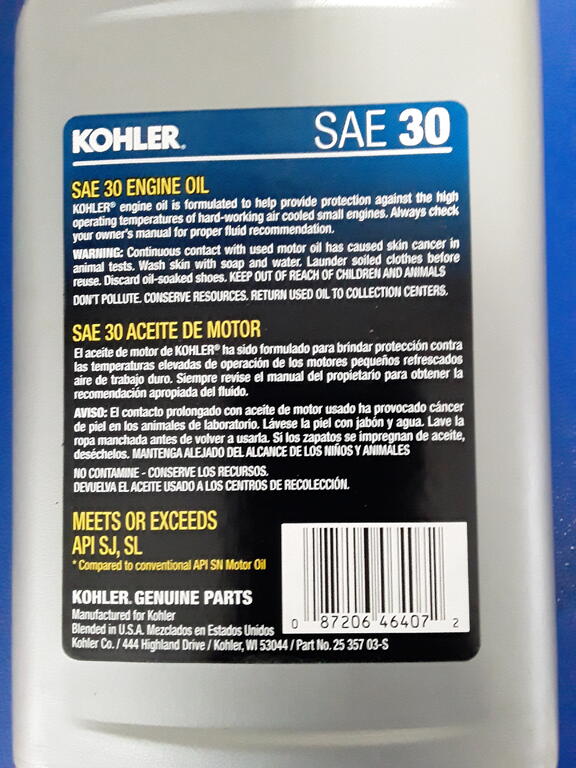 KOHLER® SAE 30
SAE 30 ENGINE OIL
KOHLER® engine oil is formulated to help provide protection against the high
operating temperatures of hard-working air cooled small engines. Always check
your owner's manual for proper fluid recommendation.
WARNING: Continuous contact with used motor oil has caused skin cancer in
animal tests. Wash skin with soap and water. Launder soiled clothes before
reuse. Discard oil-soaked shoes. KEEP OUT OF REACH OF CHILDREN AND ANIMALS
DON'T POLLUTE. CONSERVE RESOURCES. RETURN USED OIL TO COLLECTION CENTERS.
SAE 30 ACEITE DE MOTOR
El aceite de motor de KOHLER® ha sido formulado para brindar protección contra
las temperaturas elevadas de operación de los motores pequeños refrescados
aire de trabajo duro. Siempre revise el manual del propietario para obtener la
recomendación apropiada del fluido.
AVISO: El contacto prolongado con aceite de motor usado ha provocado cáncer
de piel en los animales de laboratorio. Lávese la piel con jabón y agua. Lave la
ropa manchada antes de volver a usarla. Si los zapatos se impregnan de aceite,
deséchelos. MANTENGA ALEJADO DEL ALCANCE DE LOS NIÑOS Y ANIMALES
NO CONTAMINE - CONSERVE LOS RECURSOS.
DEVUELVA EL ACEITE USADO A LOS CENTROS DE RECOLECCIÓN.
MEETS OR EXCEEDS
API SJ, SL
* Compared to conventional API SN Motor Oil
KOHLER® GENUINE PARTS
Manufactured for Kohler
Blended in U.S.A. Mezclados en Estados Unidos
Kohler Co. / 444 Highland Drive / Kohler, WI 53044 / Part No. 25 357 03-S
0 87206 46407 2